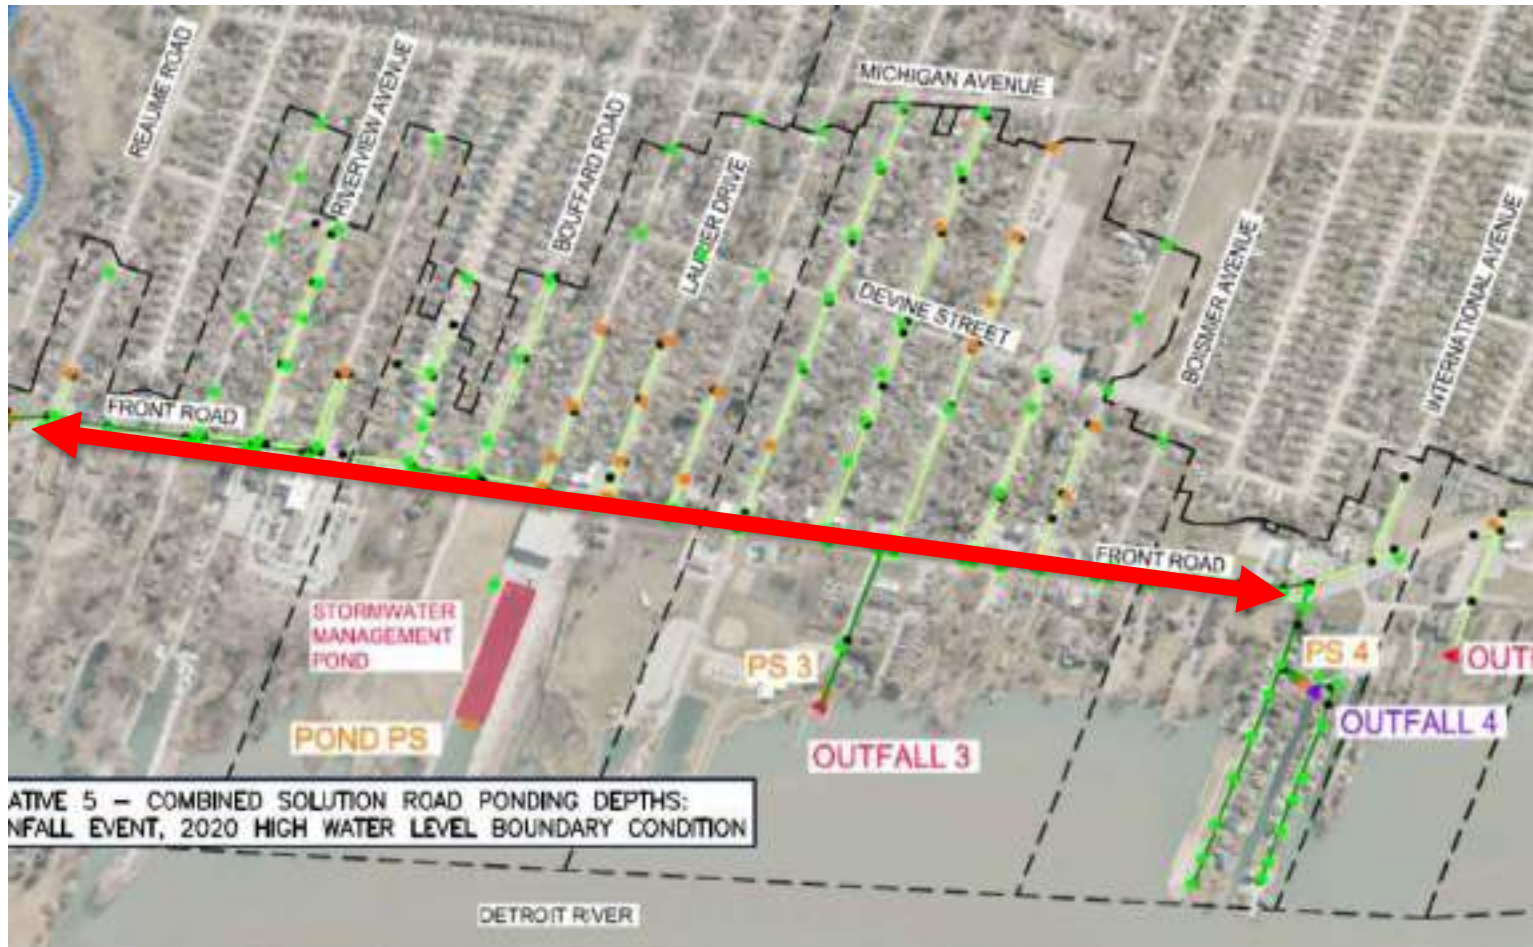 REAUME ROAD
RIVERVIEW AVENUE
BOUFFARD ROAD
LAURIER DRIVE
MICHIGAN AVENUE
DEVINE STREET
BOSMIER AVENUE
INTERNATIONAL AVENUE
FRONT ROAD
FRONT ROAD
STORMWATER
MANAGEMENT
POND
POND PS
PS 3
OUTFALL 3
PS 4
OUTFALL 4
OUTF
ATIVE 5 – COMBINED SOLUTION ROAD PONDING DEPTHS:
NFALL EVENT, 2020 HIGH WATER LEVEL BOUNDARY CONDITION
DETROIT RIVER